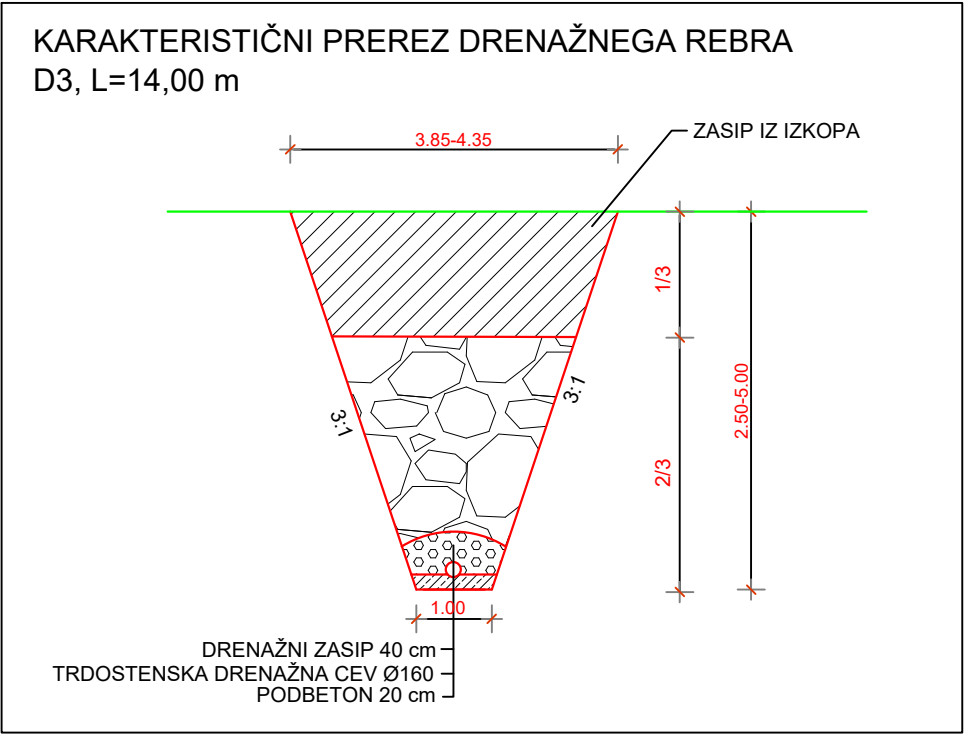 KARAKTERISTIČNI PREREZ DRENAŽNEGA REBRA
D3, L=14,00 m
3.85-4.35
ZASIP IZ IZKOPA
1/3
2.50-5.00
3:1
3:1
2/3
1.00
DRENAŽNI ZASIP 40 cm
TRDOSTENSKA DRENAŽNA CEV Ø160
PODBETON 20 cm